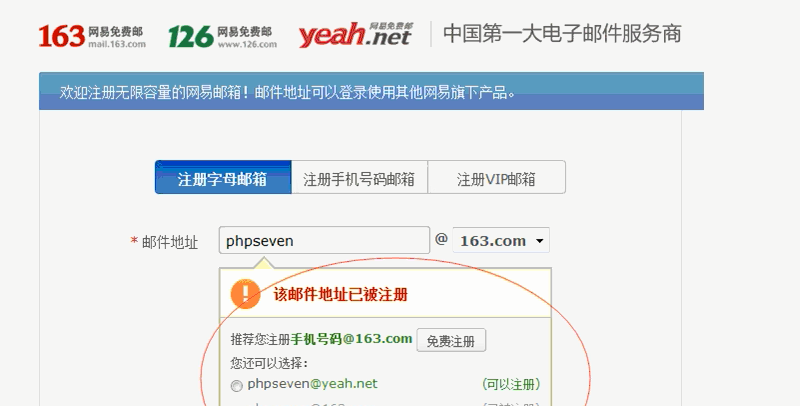 163 网易免费邮 mail.163.com 126 网易免费邮 www.126.com yeah.net 网易免费邮 中国第一大电子邮件服务商
欢迎注册无限容量的网易邮箱！邮件地址可以登录使用其他网易旗下产品。
注册字母邮箱 注册手机号码邮箱 注册VIP邮箱
* 邮件地址 phpseven @ 163.com
该邮件地址已被注册
推荐您注册手机号码@163.com 免费注册
您还可以选择：
phpseven@yeah.net (可以注册)